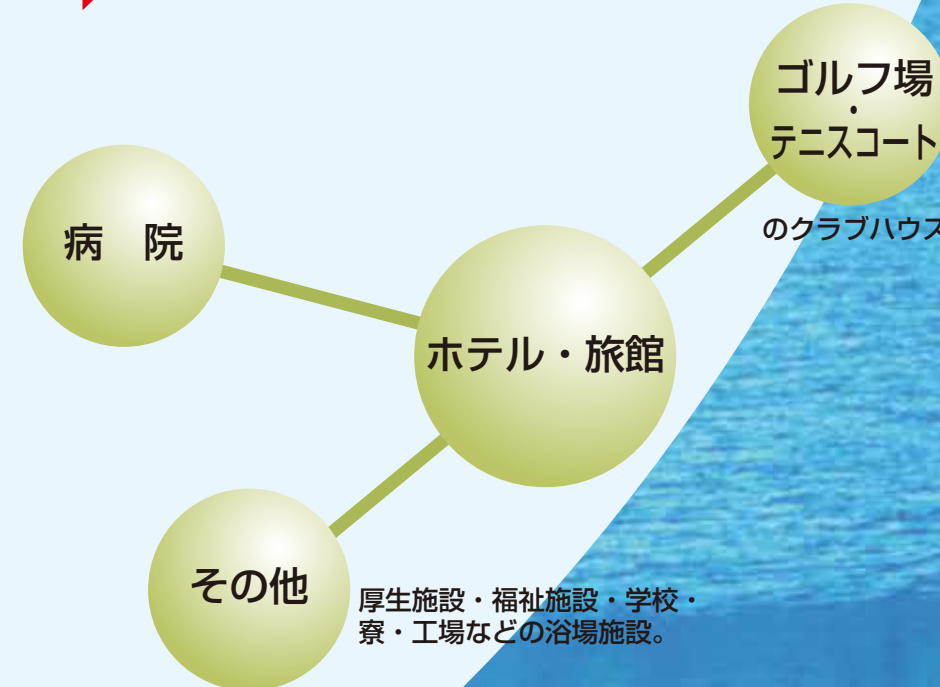 ゴルフ場
・
テニスコート
のクラブハウス
病　院
ホテル・旅館
その他
厚生施設・福祉施設・学校・
寮・工場などの浴場施設。